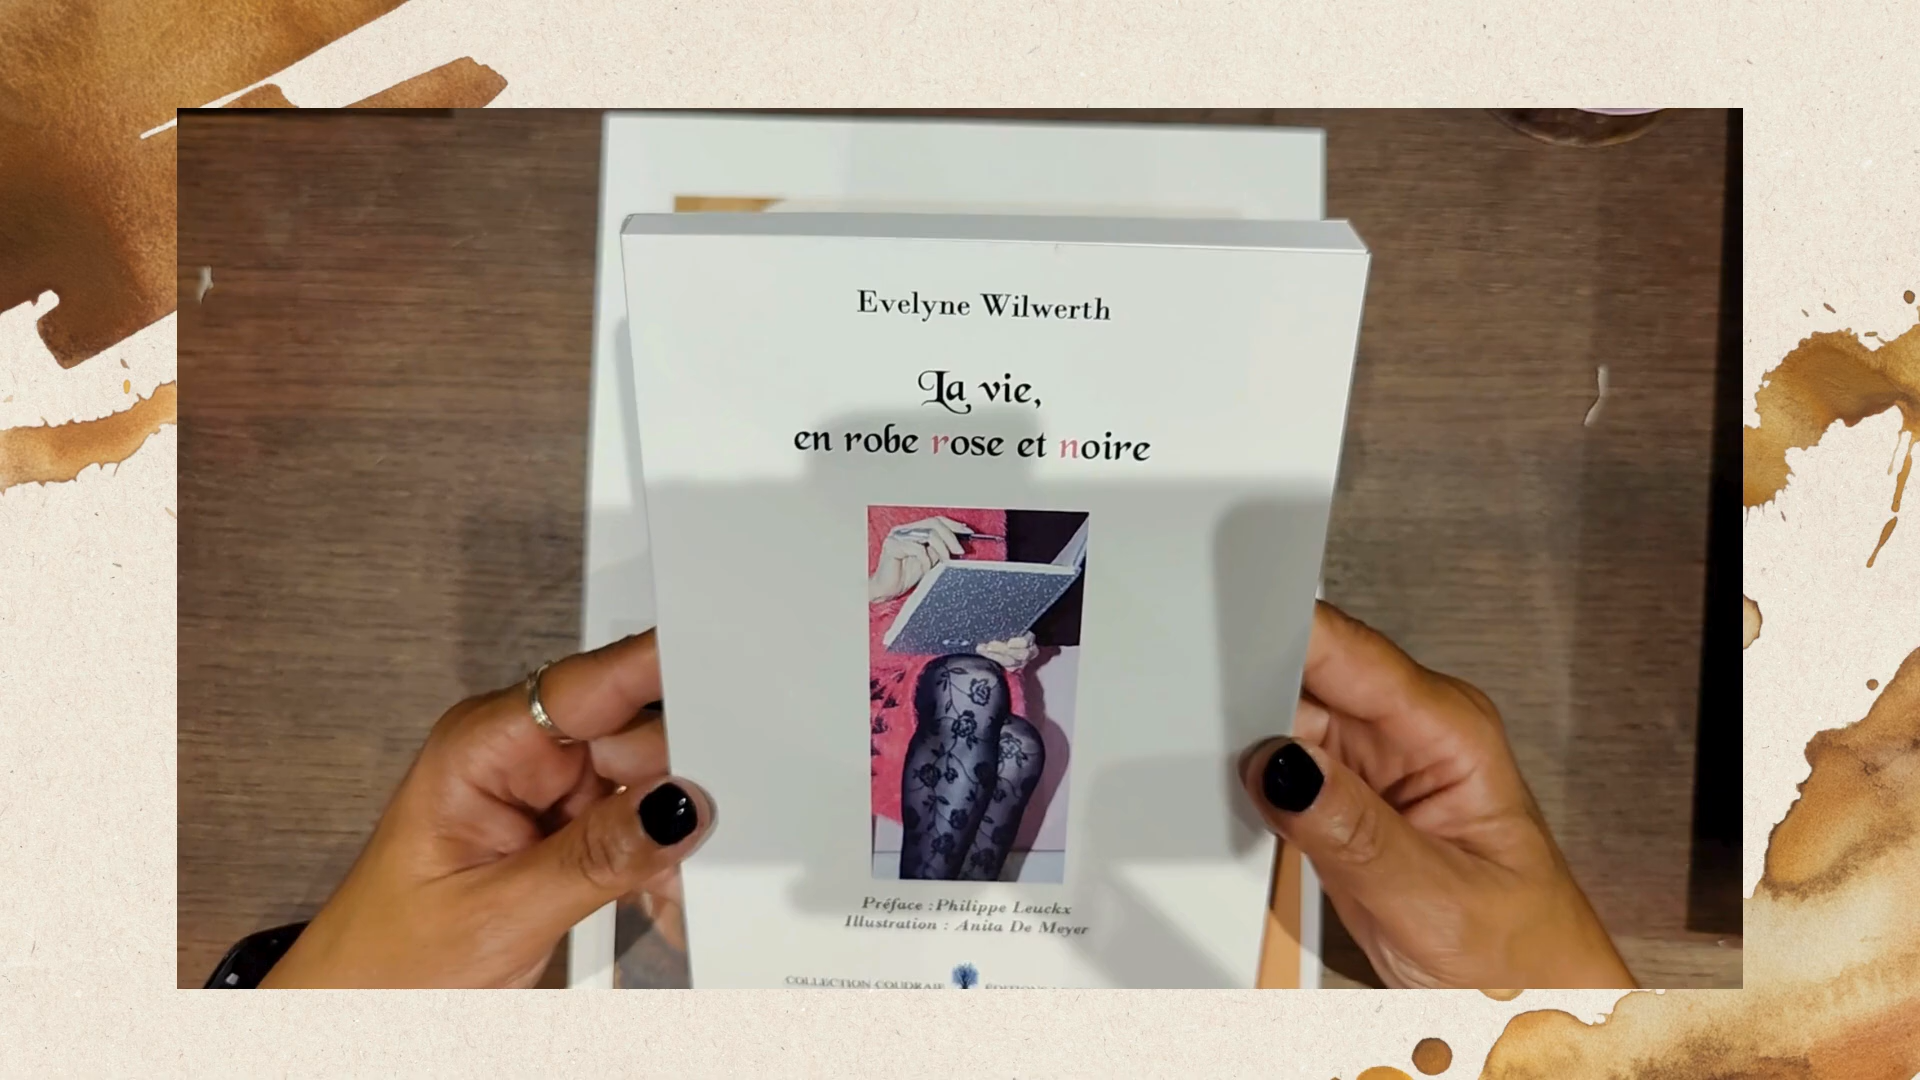 Evelyne Wilwerth
La vie,
en robe rose et noire
Préface : Philippe Leuckx
Illustration : Anita De Meyer
COLLECTION COUDRAIE